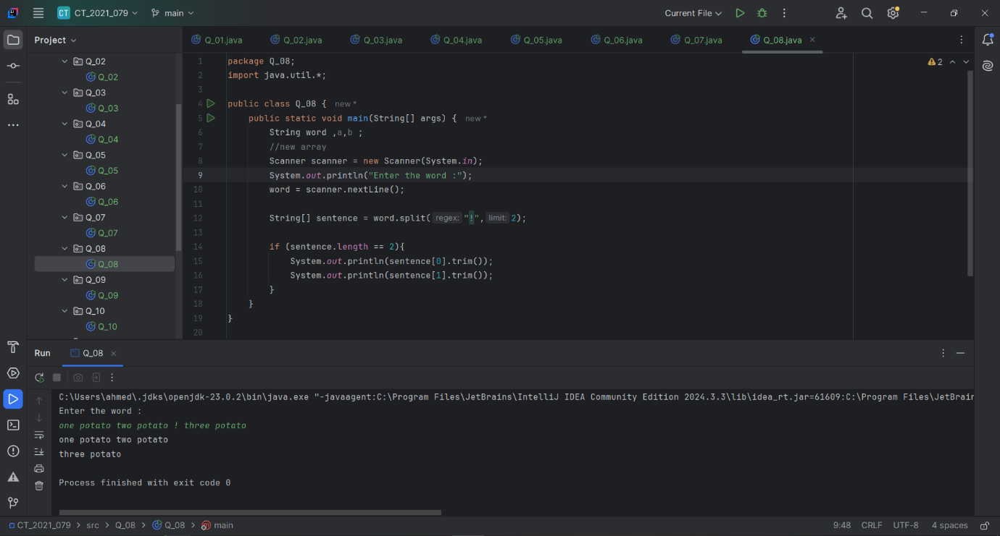 CT CT_2021_079 main Current File
Project
Q_01.java Q_02.java Q_03.java Q_04.java Q_05.java Q_06.java Q_07.java Q_08.java
Q_02
Q_02
Q_03
Q_03
Q_04
Q_04
Q_05
Q_05
Q_06
Q_06
Q_07
Q_07
Q_08
Q_08
Q_09
Q_09
Q_10
Q_10
2
1 package Q_08;
2 import java.util.*;
3
4 public class Q_08 { new *
5 public static void main(String[] args) { new *
6 String word ,a,b ;
7 //new array
8 Scanner scanner = new Scanner(System.in);
9 System.out.println("Enter the word :");
10 word = scanner.nextLine();
11
12 String[] sentence = word.split( regex: "!", limit: 2);
13
14 if (sentence.length == 2){
15 System.out.println(sentence[0].trim());
16 System.out.println(sentence[1].trim());
17 }
18 }
19 }
20
Run Q_08
C:\Users\ahmed\.jdks\openjdk-23.0.2\bin\java.exe "-javaagent:C:\Program Files\JetBrains\IntelliJ IDEA Community Edition 2024.3.3\lib\idea_rt.jar=61609:C:\Program Files\JetBrain
Enter the word :
one potato two potato ! three potato
one potato two potato
three potato
Process finished with exit code 0
CT_2021_079 > src > Q_08 > Q_08 > main 9:48 CRLF UTF-8 4 spaces